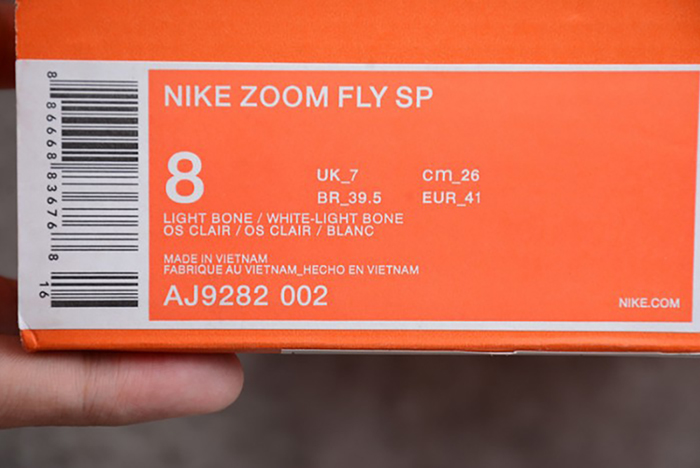 NIKE ZOOM FLY SP
8
UK_7 cm_26
BR_39.5 EUR_41
LIGHT BONE / WHITE-LIGHT BONE
OS CLAIR / OS CLAIR / BLANC
MADE IN VIETNAM
FABRIQUE AU VIETNAM_HECHO EN VIETNAM
AJ9282 002
NIKE.COM
8 86668 83676 8
16